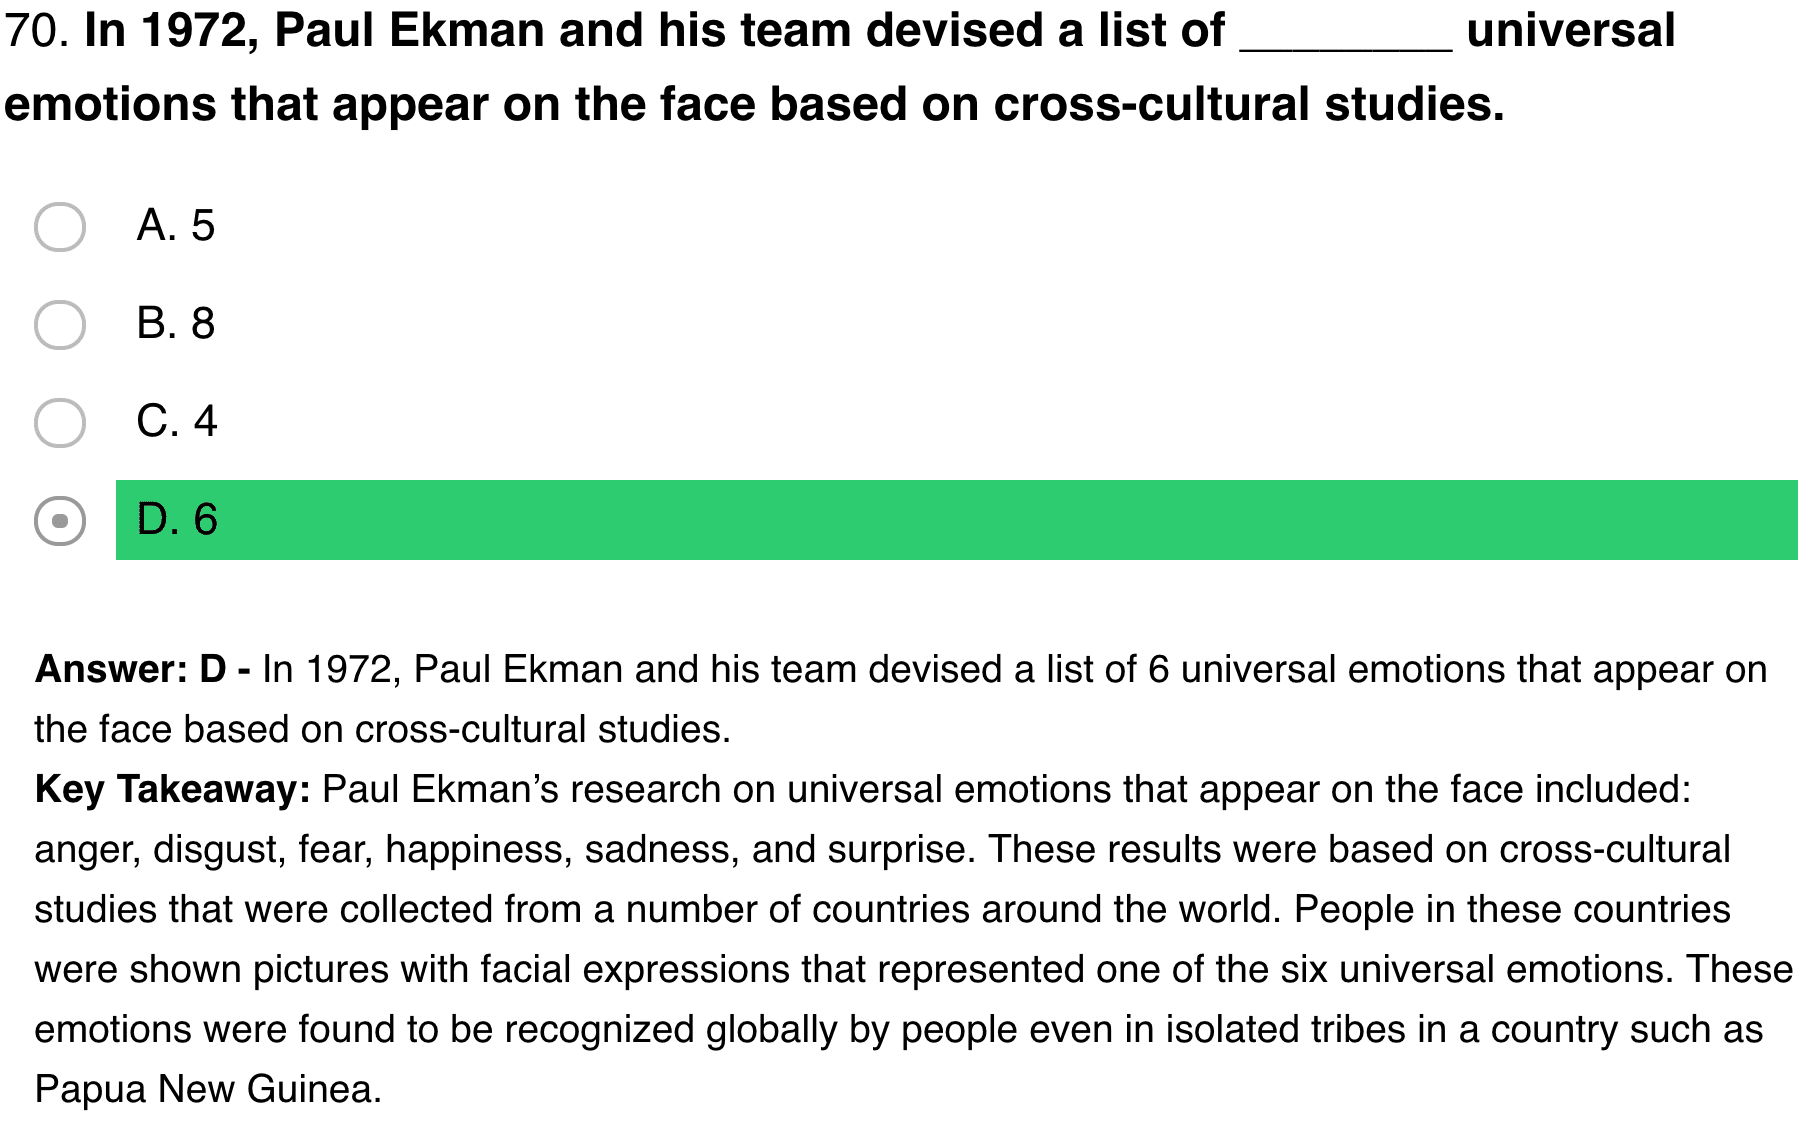 70. In 1972, Paul Ekman and his team devised a list of ________ universal
emotions that appear on the face based on cross-cultural studies.
A. 5
B. 8
C. 4
D. 6
Answer: D - In 1972, Paul Ekman and his team devised a list of 6 universal emotions that appear on
the face based on cross-cultural studies.
Key Takeaway: Paul Ekman’s research on universal emotions that appear on the face included:
anger, disgust, fear, happiness, sadness, and surprise. These results were based on cross-cultural
studies that were collected from a number of countries around the world. People in these countries
were shown pictures with facial expressions that represented one of the six universal emotions. These
emotions were found to be recognized globally by people even in isolated tribes in a country such as
Papua New Guinea.